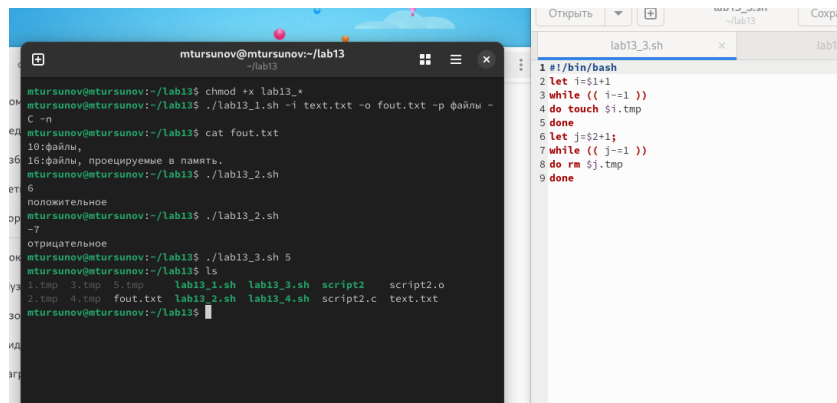 mtursunov@mtursunov:~/lab13
~/lab13
mtursunov@mtursunov:~/lab13$ chmod +x lab13_*
mtursunov@mtursunov:~/lab13$ ./lab13_1.sh -i text.txt -o fout.txt -p файлы -
C -n
mtursunov@mtursunov:~/lab13$ cat fout.txt
10:файлы,
16:файлы, проецируемые в память.
mtursunov@mtursunov:~/lab13$ ./lab13_2.sh
6
положительное
mtursunov@mtursunov:~/lab13$ ./lab13_2.sh
-7
отрицательное
mtursunov@mtursunov:~/lab13$ ./lab13_3.sh 5
mtursunov@mtursunov:~/lab13$ ls
1.tmp 3.tmp 5.tmp lab13_1.sh lab13_3.sh script2 script2.o
2.tmp 4.tmp fout.txt lab13_2.sh lab13_4.sh script2.c text.txt
mtursunov@mtursunov:~/lab13$
Открыть
~/lab13
lab13_3.sh
1 #!/bin/bash
2 let i=$1+1
3 while (( i-=1 ))
4 do touch $i.tmp
5 done
6 let j=$2+1;
7 while (( j-=1 ))
8 do rm $j.tmp
9 done